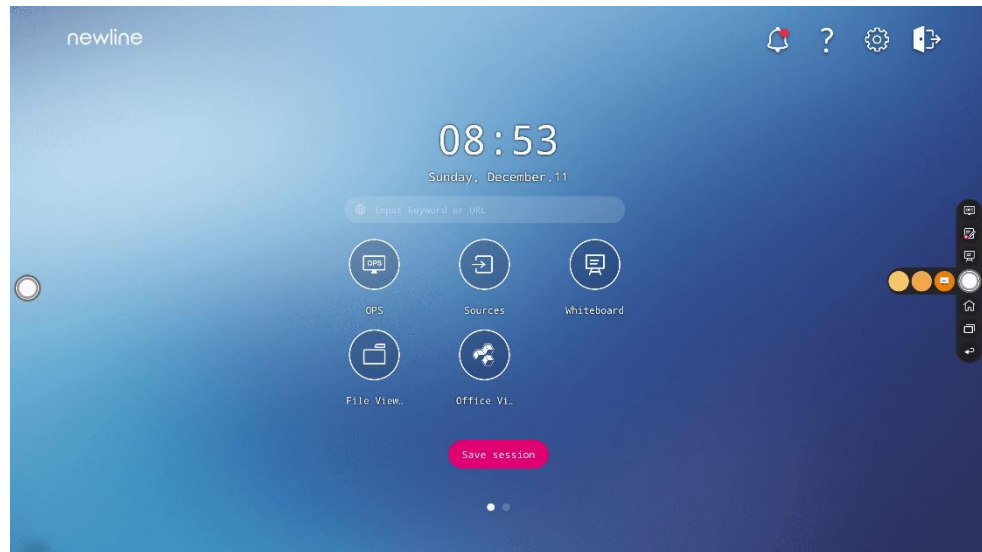 newline
?
08:53
Sunday, December.11
Input keyword or URL
OPS
OPS
Sources
Whiteboard
File View…
Office Vi…
Save session
OPS